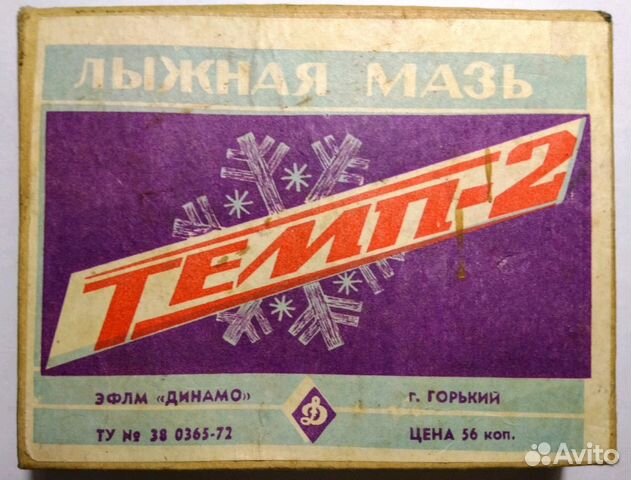 ЛЫЖНАЯ МАЗЬ
ТЕМП-2
ЭФЛМ «ДИНАМО»
г. ГОРЬКИЙ
Д
ТУ № 38 0365-72
ЦЕНА 56 коп.
Avito